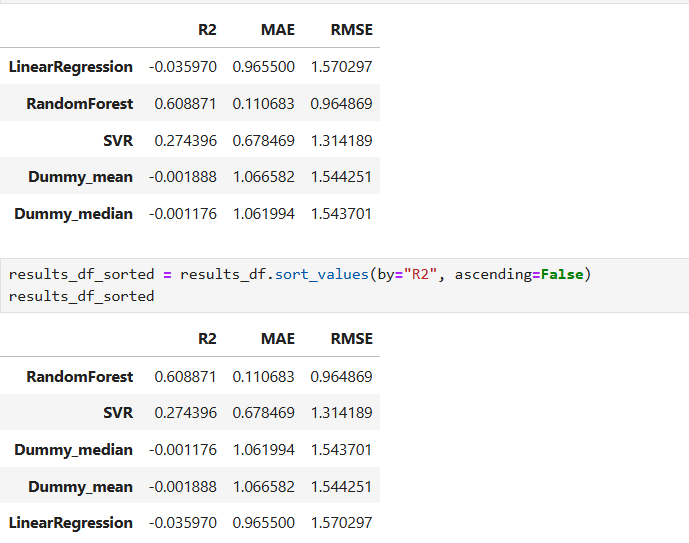 R2 MAE RMSE
LinearRegression -0.035970 0.965500 1.570297
RandomForest 0.608871 0.110683 0.964869
SVR 0.274396 0.678469 1.314189
Dummy_mean -0.001888 1.066582 1.544251
Dummy_median -0.001176 1.061994 1.543701
results_df_sorted = results_df.sort_values(by="R2", ascending=False)
results_df_sorted
R2 MAE RMSE
RandomForest 0.608871 0.110683 0.964869
SVR 0.274396 0.678469 1.314189
Dummy_median -0.001176 1.061994 1.543701
Dummy_mean -0.001888 1.066582 1.544251
LinearRegression -0.035970 0.965500 1.570297